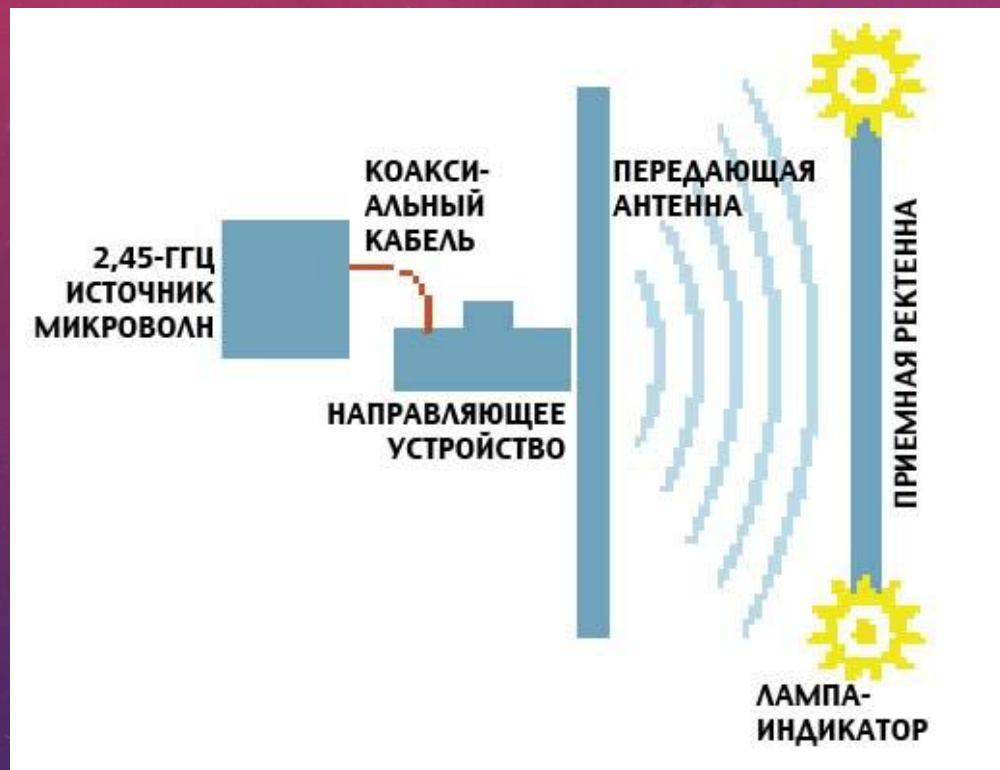 КОАКСИ-
АЛЬНЫЙ
КАБЕЛЬ
ПЕРЕДАЮЩАЯ
АНТЕННА
2,45-ГГЦ
ИСТОЧНИК
МИКРОВОЛН
НАПРАВЛЯЮЩЕЕ
УСТРОЙСТВО
ПРИЕМНАЯ РЕКТЕННА
ЛАМПА-
ИНДИКАТОР